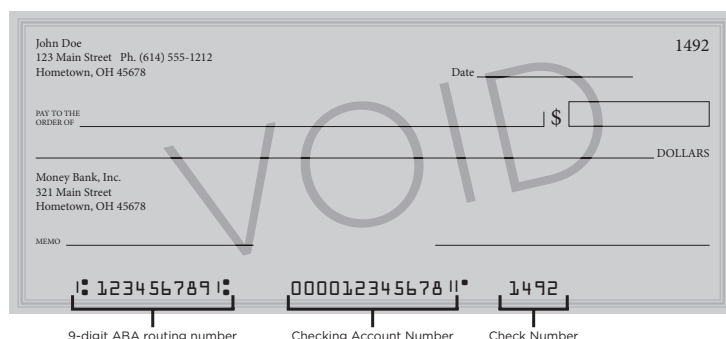 John Doe
1492
123 Main Street Ph. (614) 555-1212
Hometown, OH 45678
Date
PAY TO THE
ORDER OF
$
DOLLARS
VOID
Money Bank, Inc.
321 Main Street
Hometown, OH 45678
MEMO
⑆123456789⑆ 000012345678⑈ 1492
9-digit ABA routing number Checking Account Number Check Number